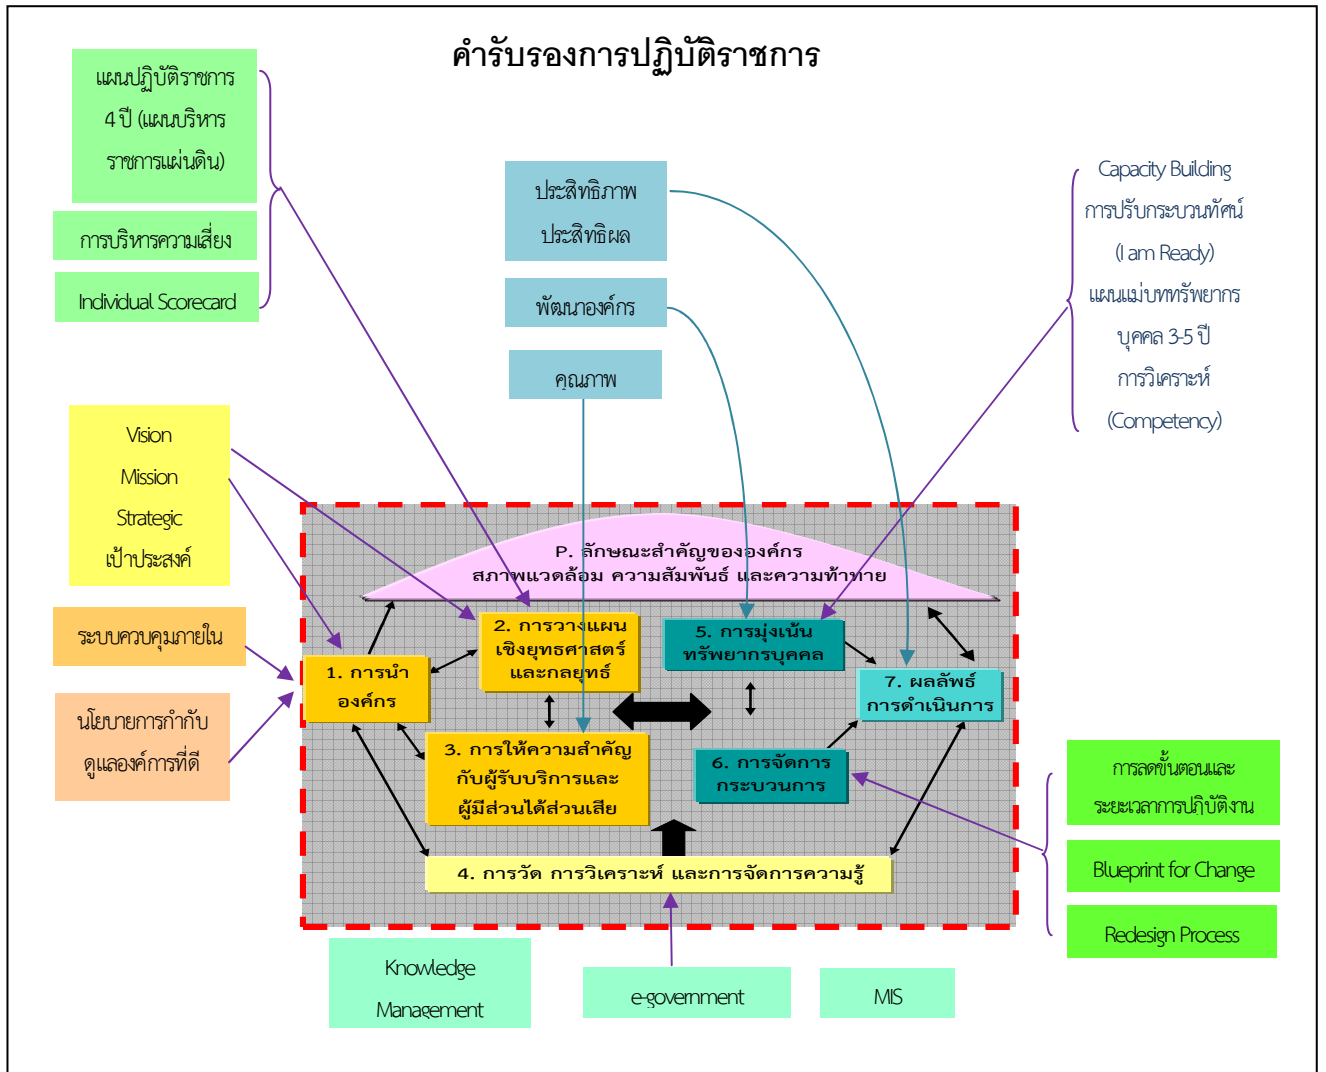 คำรับรองการปฏิบัติราชการ
แผนปฏิบัติราชการ
4 ปี (แผนบริหาร
ราชการแผ่นดิน)
การบริหารความเสี่ยง
Individual Scorecard
ประสิทธิภาพ
ประสิทธิผล
พัฒนาองค์กร
คุณภาพ
Capacity Building
การปรับกระบวนทัศน์
(I am Ready)
แผนแม่บททรัพยากร
บุคคล 3-5 ปี
การวิเคราะห์
(Competency)
Vision
Mission
Strategic
เป้าประสงค์
ระบบควบคุมภายใน
นโยบายการกำกับ
ดูแลองค์การที่ดี
P. ลักษณะสำคัญขององค์กร
สภาพแวดล้อม ความสัมพันธ์ และความท้าทาย
1. การนำ
องค์กร
2. การวางแผน
เชิงยุทธศาสตร์
และกลยุทธ์
3. การให้ความสำคัญ
กับผู้รับบริการและ
ผู้มีส่วนได้ส่วนเสีย
5. การมุ่งเน้น
ทรัพยากรบุคคล
6. การจัดการ
กระบวนการ
7. ผลลัพธ์
การดำเนินการ
4. การวัด การวิเคราะห์ และการจัดการความรู้
การลดขั้นตอนและ
ระยะเวลาการปฏิบัติงาน
Blueprint for Change
Redesign Process
Knowledge
Management
e-government
MIS